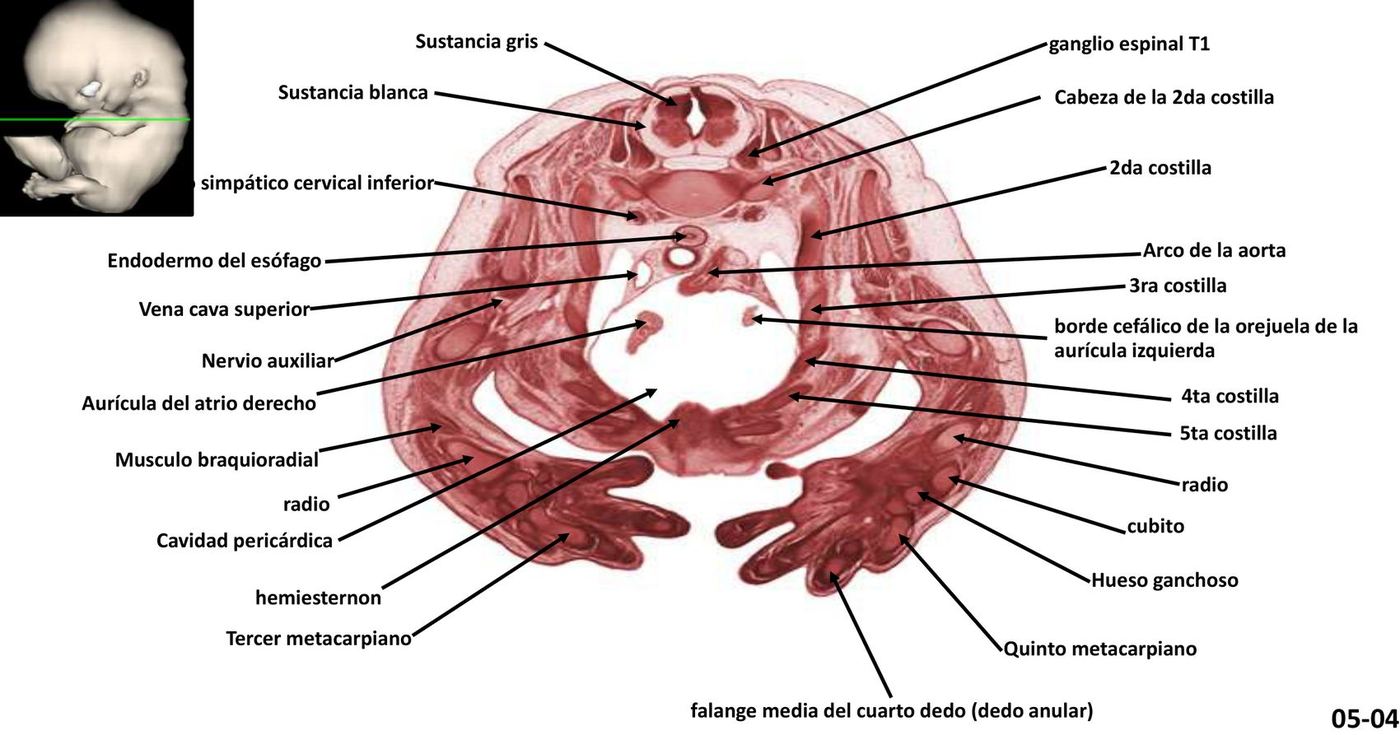 Sustancia gris
ganglio espinal T1
Sustancia blanca
Cabeza de la 2da costilla
2da costilla
simpático cervical inferior
Arco de la aorta
Endodermo del esófago
3ra costilla
Vena cava superior
borde cefálico de la orejuela de la
aurícula izquierda
Nervio auxiliar
4ta costilla
Aurícula del atrio derecho
5ta costilla
Musculo braquioradial
radio
radio
cubito
Cavidad pericárdica
Hueso ganchoso
hemiesternon
Tercer metacarpiano
Quinto metacarpiano
falange media del cuarto dedo (dedo anular)
05-04